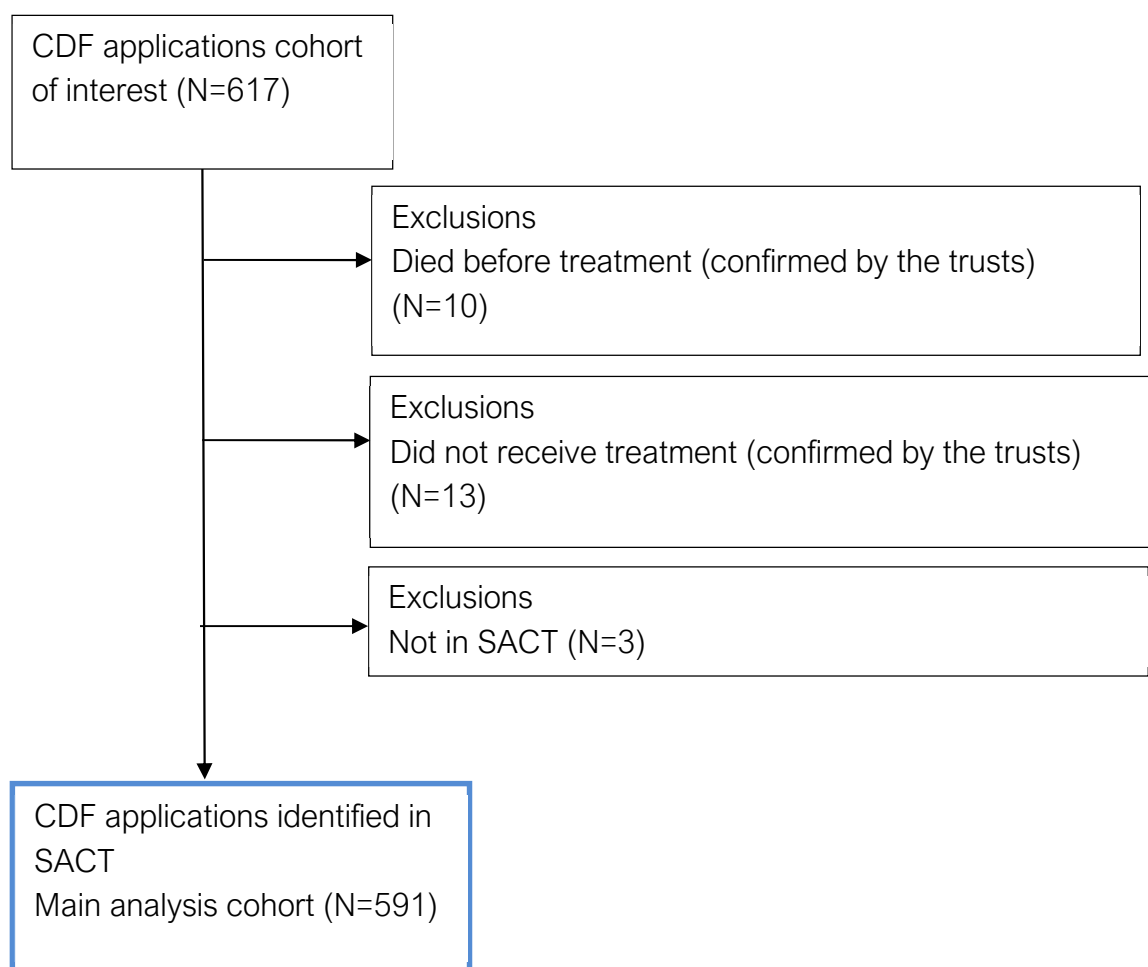 CDF applications cohort
of interest (N=617)
Exclusions
Died before treatment (confirmed by the trusts)
(N=10)
Exclusions
Did not receive treatment (confirmed by the trusts)
(N=13)
Exclusions
Not in SACT (N=3)
CDF applications identified in
SACT
Main analysis cohort (N=591)